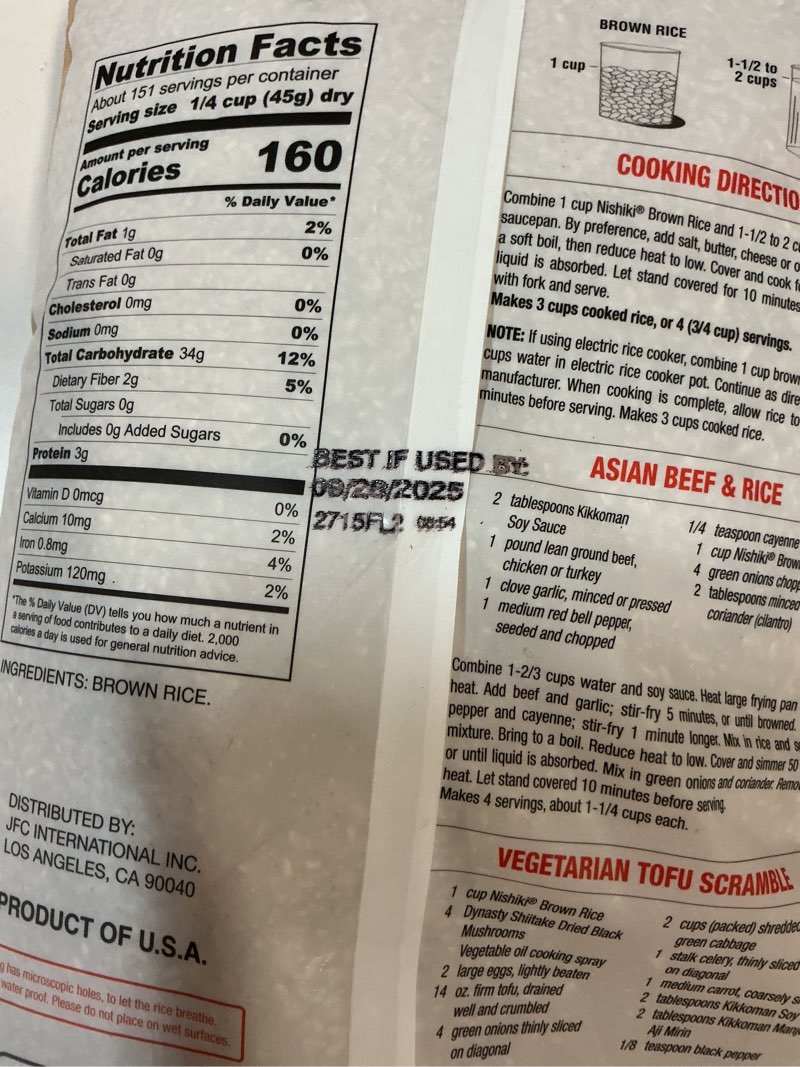 Nutrition Facts
About 151 servings per container
Serving size 1/4 cup (45g) dry
Amount per serving
Calories 160
% Daily Value*
Total Fat 1g 2%
Saturated Fat 0g 0%
Trans Fat 0g
Cholesterol 0mg 0%
Sodium 0mg 0%
Total Carbohydrate 34g 12%
Dietary Fiber 2g 5%
Total Sugars 0g
Includes 0g Added Sugars 0%
Protein 3g
Vitamin D 0mcg 0%
Calcium 10mg 2%
Iron 0.8mg 4%
Potassium 120mg 2%
*The % Daily Value (DV) tells you how much a nutrient in
a serving of food contributes to a daily diet. 2,000
calories a day is used for general nutrition advice.
INGREDIENTS: BROWN RICE.
DISTRIBUTED BY:
JFC INTERNATIONAL INC.
LOS ANGELES, CA 90040
PRODUCT OF U.S.A.
has microscopic holes, to let the rice breathe.
water proof. Please do not place on wet surfaces.
BEST IF USED BY:
2715FL2 08:54
BROWN RICE
1 cup
1-1/2 to
2 cups
COOKING
Combine 1 cup Nishiki® Brown Rice and 1-1/2 to 2
saucepan. By preference, add salt, butter, cheese or
a soft boil, then reduce heat to low. Cover and cook
liquid is absorbed. Let stand covered for 10 minutes
with fork and serve.
Makes 3 cups cooked rice, or 4 (3/4 cup) servings.
NOTE: If using electric rice cooker, combine 1 cup
cups water in electric rice cooker pot. Continue as
manufacturer. When cooking is complete, allow rice to
minutes before serving. Makes 3 cups cooked rice.
ASIAN BEEF & RICE
2 tablespoons Kikkoman
Soy Sauce
1 pound lean ground beef,
chicken or turkey
1 clove garlic, minced or pressed
1 medium red bell pepper,
seeded and chopped
1/4 teaspoon cayenne
1 cup Nishiki®
4 green onions
2 tablespoons minced
coriander (cilantro)
Combine 1-2/3 cups water and soy sauce. Heat large frying pan
heat. Add beef and garlic; stir-fry 5 minutes, or until browned.
pepper and cayenne; stir-fry 1 minute longer. Mix in rice and
mixture. Bring to a boil. Reduce heat to low. Cover and simmer 50
or until liquid is absorbed. Mix in green onions and coriander.
heat. Let stand covered 10 minutes before serving.
Makes 4 servings, about 1-1/4 cups each.
VEGETARIAN TOFU SCRAMBLE
1 cup Nishiki® Brown Rice
4 Dynasty Shiitake Dried Black
Mushrooms
Vegetable oil cooking spray
2 large eggs, lightly beaten
14 oz. firm tofu, drained
well and crumbled
4 green onions thinly sliced
on diagonal
2 cups (packed) shredded
green cabbage
1 stalk celery, thinly sliced
on diagonal
1 medium carrot, coarsely
2 tablespoons Kikkoman Soy
2 tablespoons Kikkoman
Aji Mirin
1/8 teaspoon black pepper